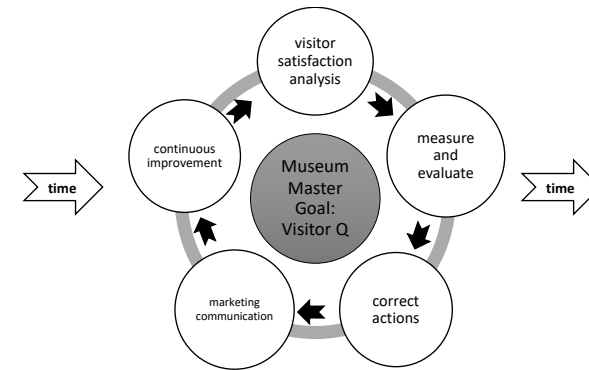 visitor
satisfaction
analysis
measure
and
evaluate
correct
actions
marketing
communication
continuous
improvement
Museum
Master
Goal:
Visitor Q
time
time